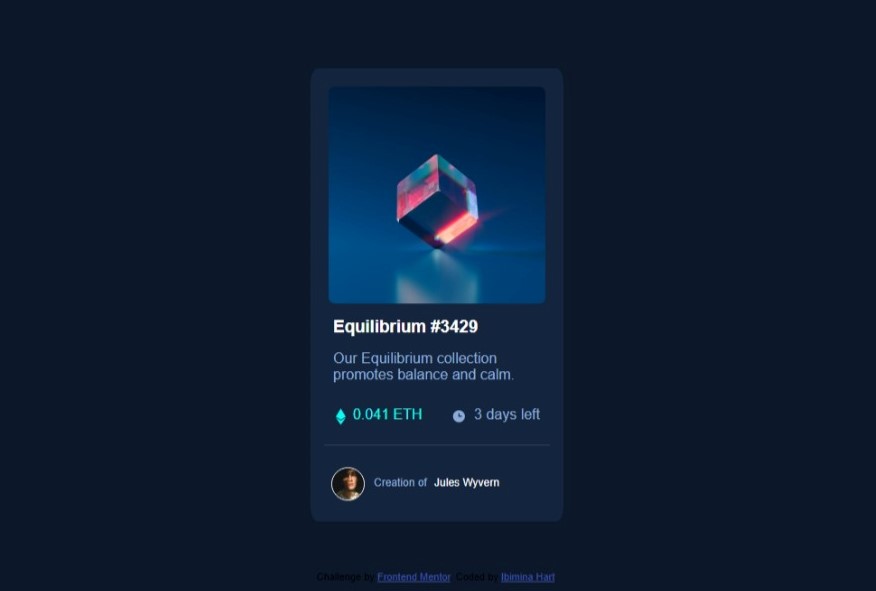 Equilibrium #3429
Our Equilibrium collection
promotes balance and calm.
0.041 ETH 3 days left
Creation of Jules Wyvern
Challenge by Frontend Mentor. Coded by Ibimina Hart